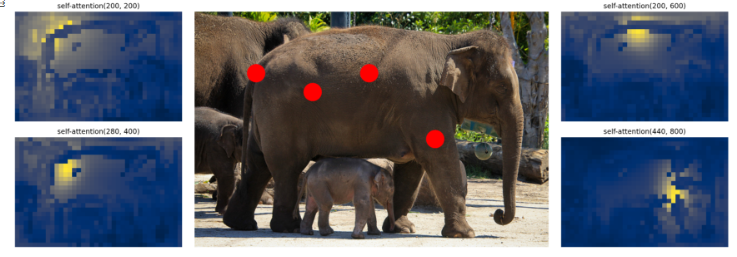 self-attention(200, 200)
self-attention(200, 600)
self-attention(280, 400)
self-attention(440, 800)